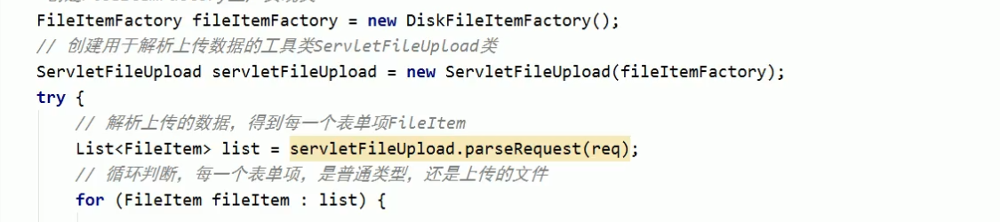 FileItemFactory fileItemFactory = new DiskFileItemFactory();
// 创建用于解析上传数据的工具类ServletFileUpload类
ServletFileUpload servletFileUpload = new ServletFileUpload(fileItemFactory);
try {
// 解析上传的数据，得到每一个表单项FileItem
List<FileItem> list = servletFileUpload.parseRequest(req);
// 循环判断，每一个表单项，是普通类型，还是上传的文件
for (FileItem fileItem : list) {